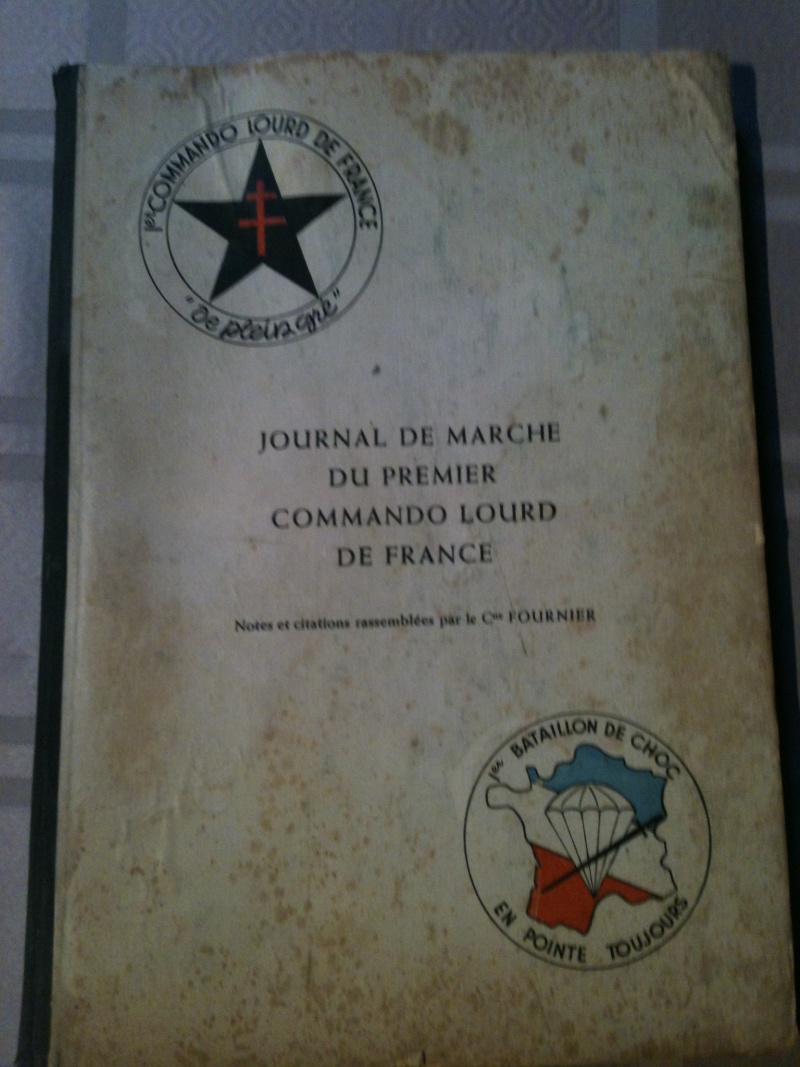 1er COMMANDO LOURD DE FRANCE
"De plein gré"
JOURNAL DE MARCHE
DU PREMIER
COMMANDO LOURD
DE FRANCE
Notes et citations rassemblées par le Cne FOURNIER
1er BATAILLON DE CHOC
EN POINTE TOUJOURS